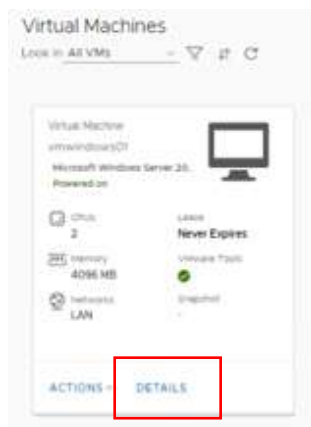 Virtual Machines
Look in: All VMs
Virtual Machine
vmwindows01
Microsoft Windows Server 20..
Powered on
CPUs
2
Lease
Never Expires
Memory
4096 MB
VMware Tools
Networks
LAN
Snapshot
-
ACTIONS
DETAILS